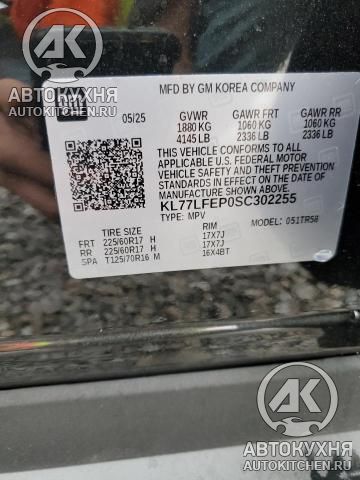 АВТОКУХНЯ
AUTOKITCHEN.RU
MFD BY GM KOREA COMPANY
gm
05/25
GVWR GAWR FRT GAWR RR
1880 KG 1060 KG 1060 KG
4145 LB 2336 LB 2336 LB
THIS VEHICLE CONFORMS TO ALL
APPLICABLE U.S. FEDERAL MOTOR
VEHICLE SAFETY AND THEFT PREVENTION
STANDARDS IN EFFECT ON THE DATE OF
MANUFACTURE SHOWN ABOVE.
KL77LFEP0SC302255
TYPE: MPV MODEL: 051TR58
TIRE SIZE RIM
FRT 225/60R17 H 17X7J
RR 225/60R17 H 17X7J
SPA T125/70R16 M 16X4BT
АК
АВТОКУХНЯ
AUTOKITCHEN.RU